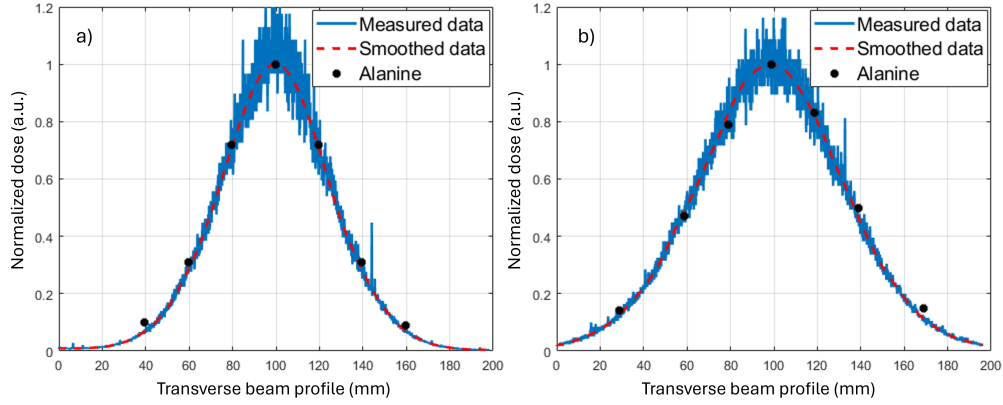 a)
Measured data
Smoothed data
Alanine
Normalized dose (a.u.)
1.2
1
0.8
0.6
0.4
0.2
0
0 20 40 60 80 100 120 140 160 180 200
Transverse beam profile (mm)
b)
Measured data
Smoothed data
Alanine
Normalized dose (a.u.)
1.2
1
0.8
0.6
0.4
0.2
0
0 20 40 60 80 100 120 140 160 180 200
Transverse beam profile (mm)